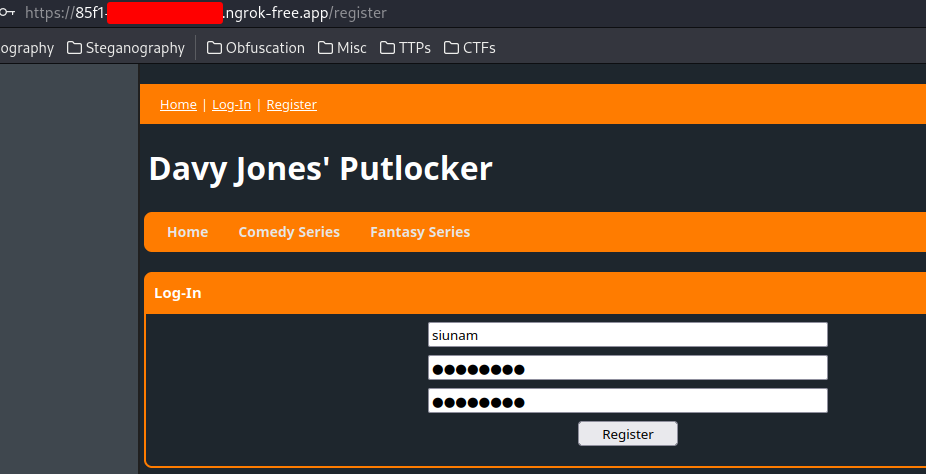 https://85f1-.ngrok-free.app/register
ography Steganography Obfuscation Misc TTPs CTFs
Home | Log-In | Register
Davy Jones' Putlocker
Home Comedy Series Fantasy Series
Log-In
siunam
●●●●●●●●
●●●●●●●●
Register